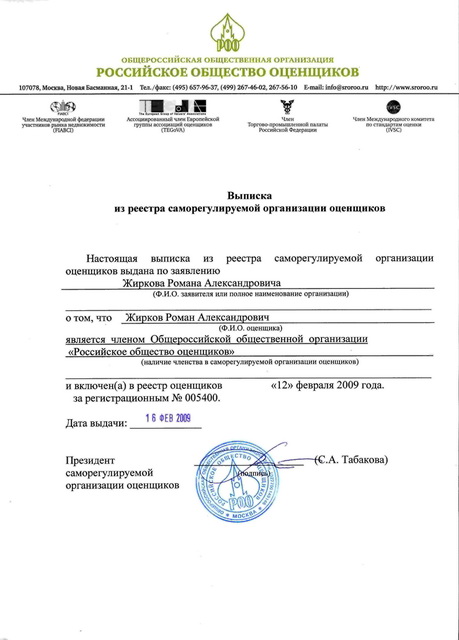 РОО
ОБЩЕРОССИЙСКАЯ ОБЩЕСТВЕННАЯ ОРГАНИЗАЦИЯ
РОССИЙСКОЕ ОБЩЕСТВО ОЦЕНЩИКОВ
107078, Москва, Новая Басманная, 21-1 Тел./факс: (495) 657-96-37, (499) 267-46-02, 267-56-10 E-mail: info@sroroo.ru http://www.sroroo.ru
Член Международной федерации
участников рынка недвижимости
(FIABCI)
The European Group of Valuers' Associations
Ассоциированный член Европейской
группы ассоциаций оценщиков
(TEGoVA)
Член
Торгово-промышленной палаты
Российской Федерации
IVSC
Член Международного комитета
по стандартам оценки
(IVSC)
Выписка
из реестра саморегулируемой организации оценщиков
Настоящая выписка из реестра саморегулируемой организации
оценщиков выдана по заявлению
Жиркова Романа Александровича
(Ф.И.О. заявителя или полное наименование организации)
о том, что Жирков Роман Александрович
(Ф.И.О. оценщика)
является членом Общероссийской общественной организации
«Российское общество оценщиков»
(наличие членства в саморегулируемой организации оценщиков)
и включен(а) в реестр оценщиков «12» февраля 2009 года.
за регистрационным № 005400.
Дата выдачи: 16 ФЕВ 2009
Президент
саморегулируемой
организации оценщиков
(подпись)
(С.А. Табакова)
РОССИЙСКОЕ ОБЩЕСТВО ОЦЕНЩИКОВ
РОО
МОСКВА